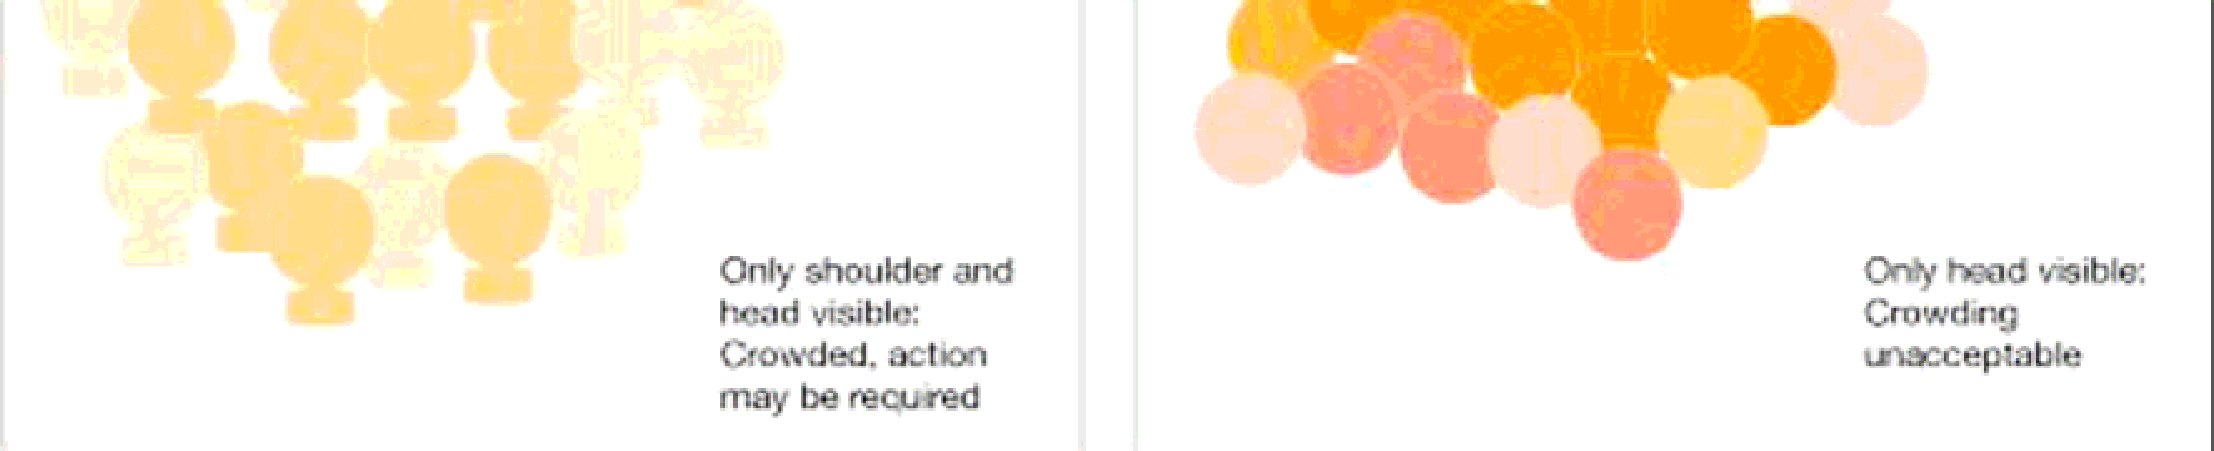 Only shoulder and
head visible:
Crowded, action
may be required
Only head visible:
Crowding
unacceptable